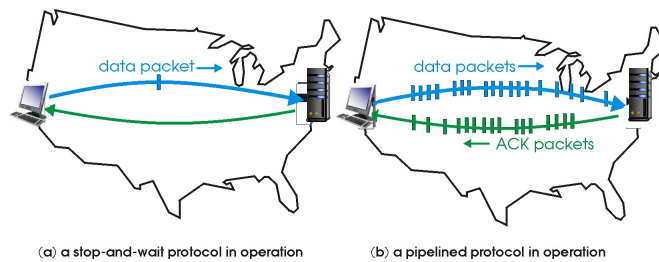 data packet
data packets
ACK packets
(a) a stop-and-wait protocol in operation
(b) a pipelined protocol in operation